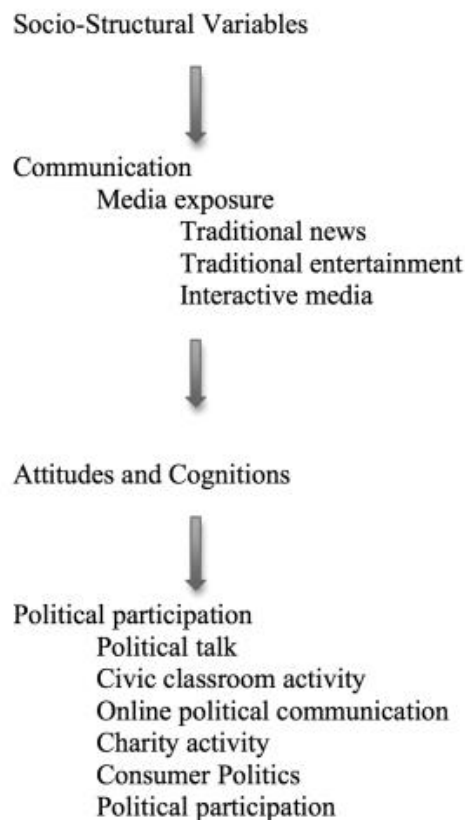 Socio-Structural Variables
Communication
Media exposure
Traditional news
Traditional entertainment
Interactive media
Attitudes and Cognitions
Political participation
Political talk
Civic classroom activity
Online political communication
Charity activity
Consumer Politics
Political participation